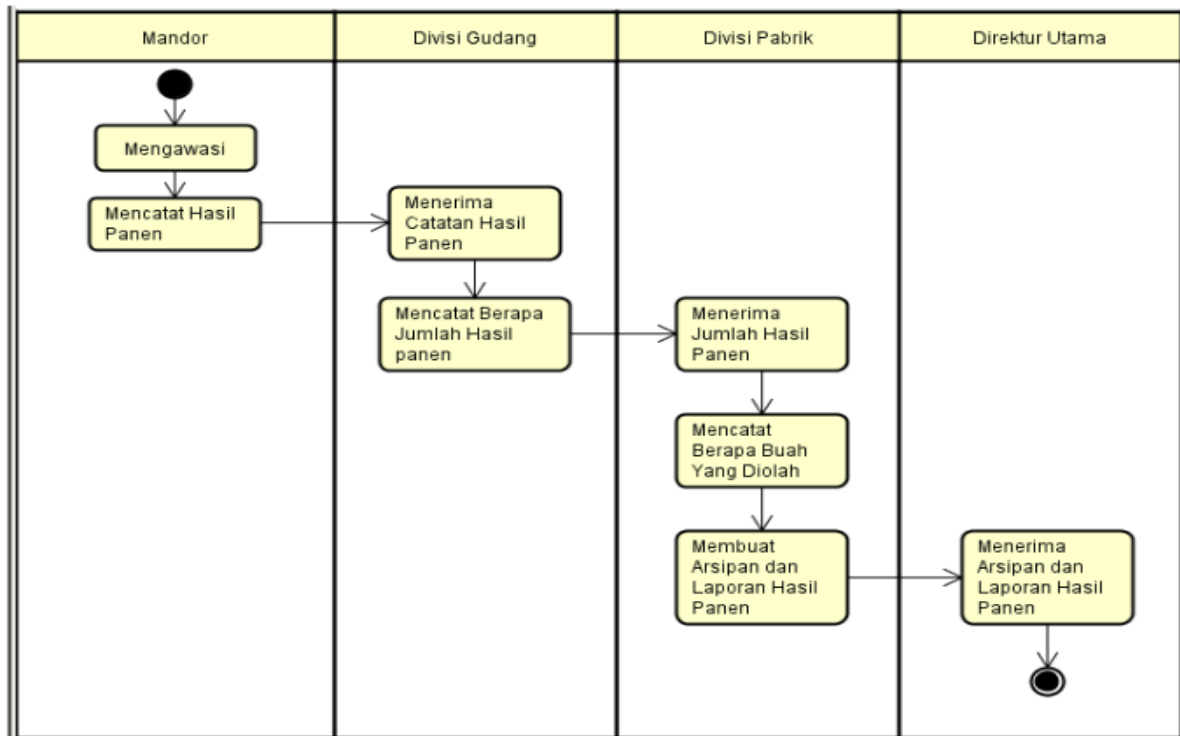 Mandor
Divisi Gudang
Divisi Pabrik
Direktur Utama
Mengawasi
Mencatat Hasil
Panen
Menerima
Catatan Hasil
Panen
Mencatat Berapa
Jumlah Hasil
panen
Menerima
Jumlah Hasil
Panen
Mencatat
Berapa Buah
Yang Diolah
Membuat
Arsipan dan
Laporan Hasil
Panen
Menerima
Arsipan dan
Laporan Hasil
Panen